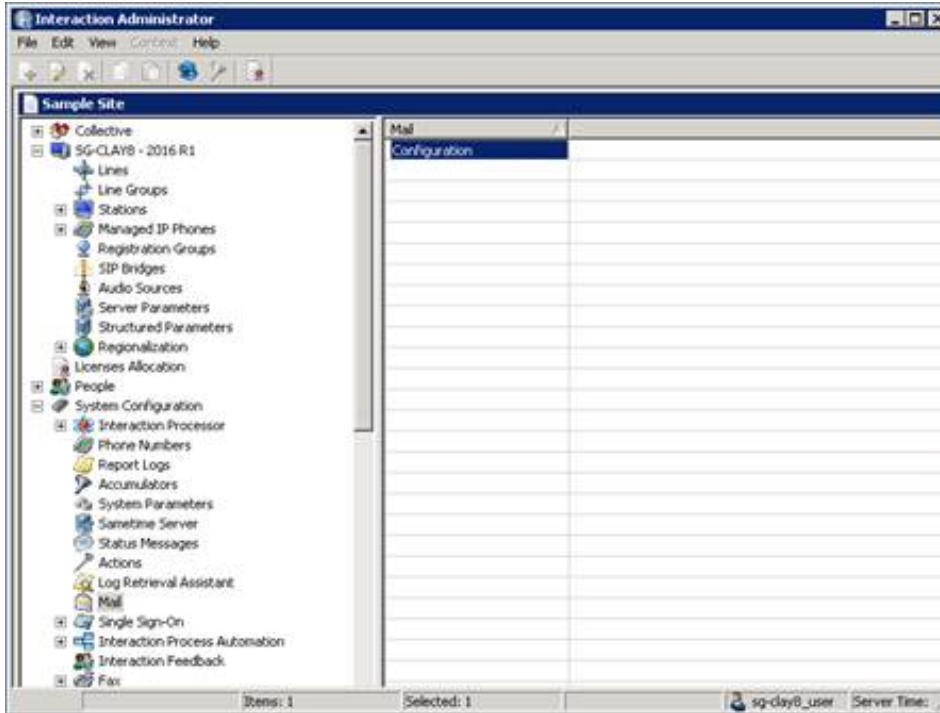 Interaction Administrator
File Edit View Context Help
Sample Site
Collective
SG-CLAY8 - 2016 R1
Lines
Line Groups
Stations
Managed IP Phones
Registration Groups
SIP Bridges
Audio Sources
Server Parameters
Structured Parameters
Regionalization
Licenses Allocation
People
System Configuration
Interaction Processor
Phone Numbers
Report Logs
Accumulators
System Parameters
Sametime Server
Status Messages
Actions
Log Retrieval Assistant
Mail
Single Sign-On
Interaction Process Automation
Interaction Feedback
Fax
Mail
Configuration
Items: 1 Selected: 1 sg-clay8_user Server Time: